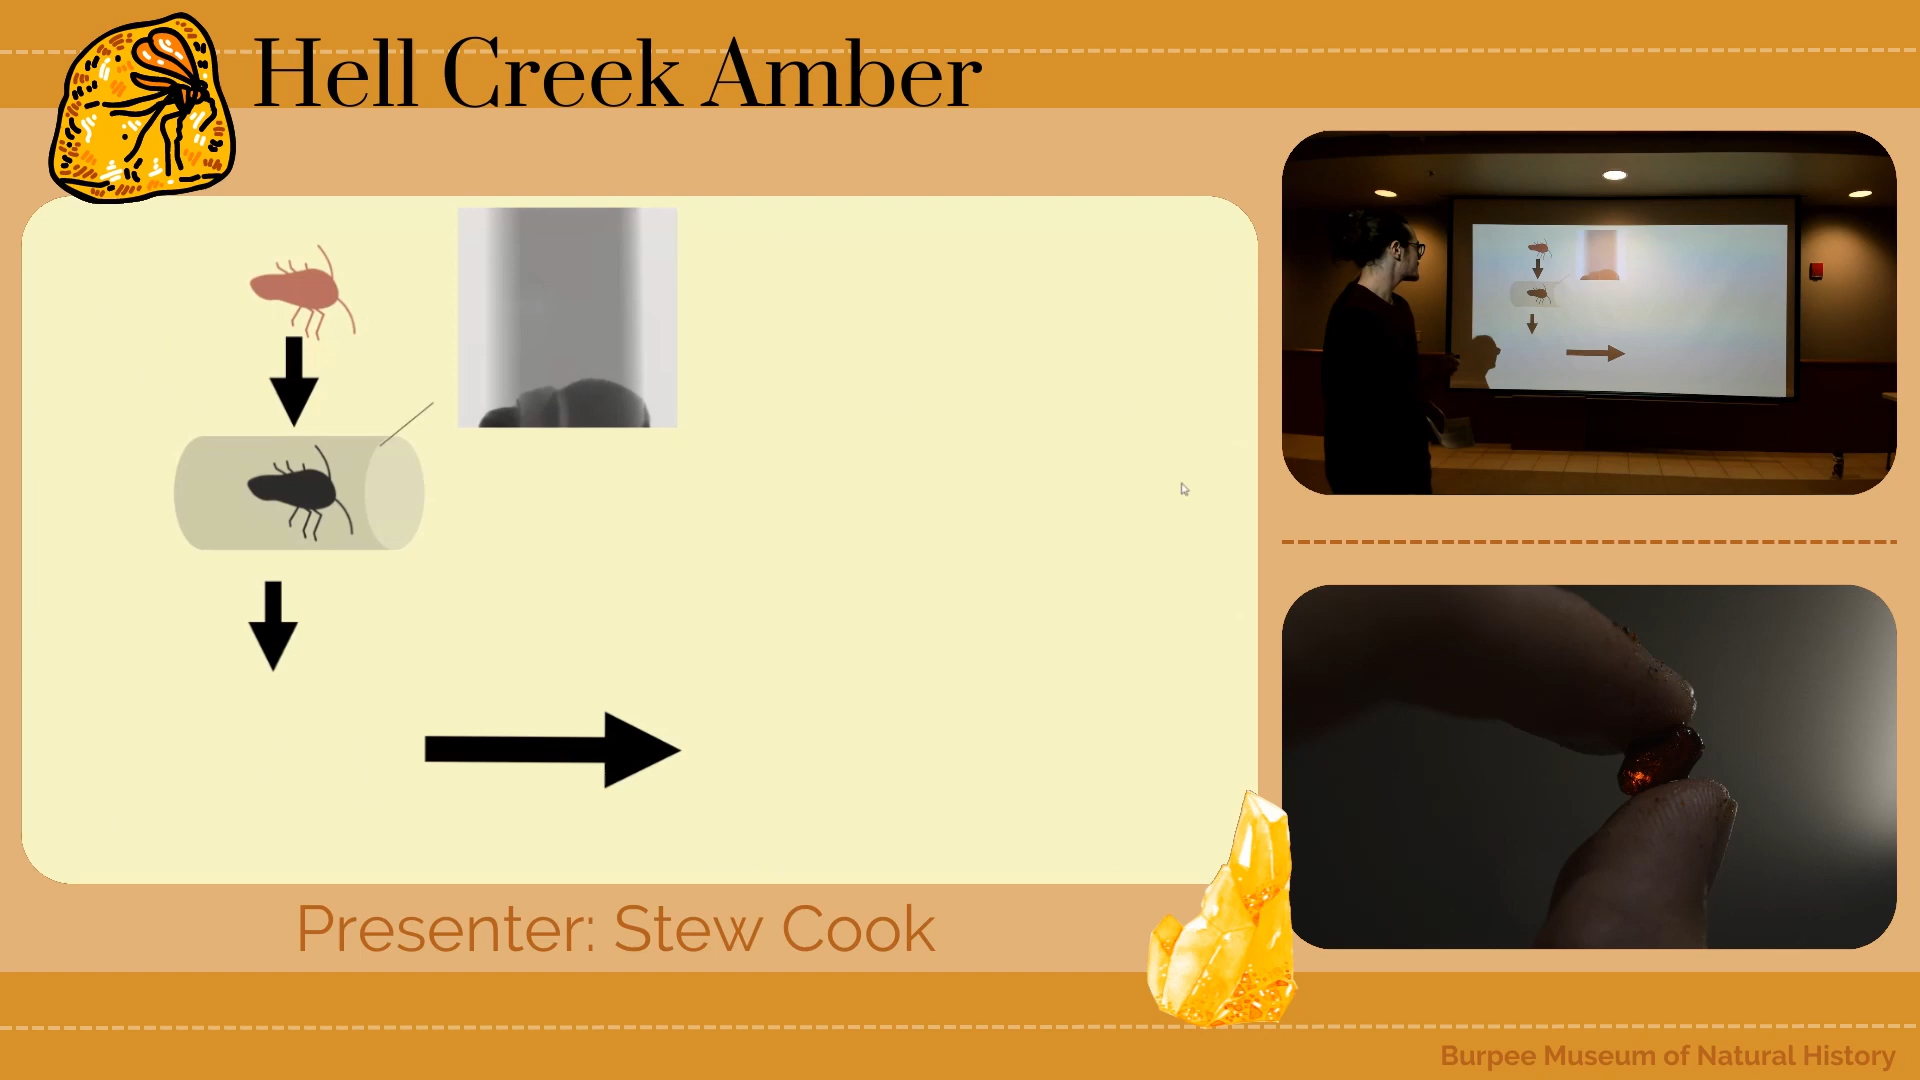 Hell Creek Amber
Presenter: Stew Cook
Burpee Museum of Natural History